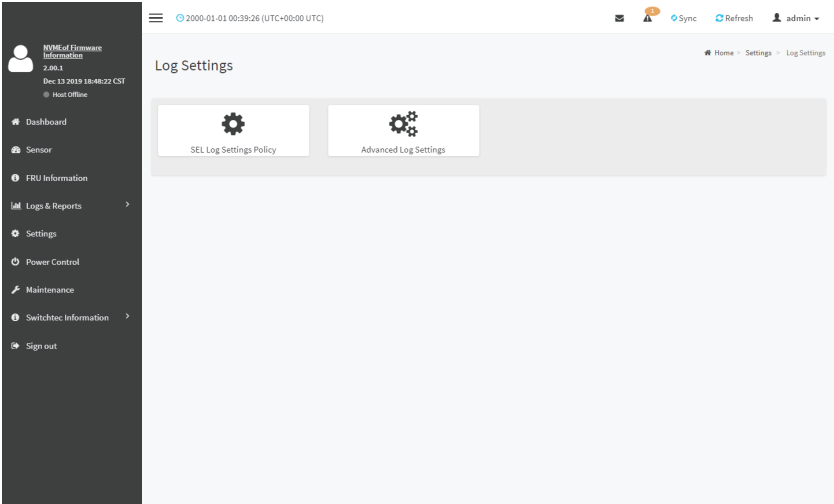 2000-01-01 00:39:26 (UTC+00:00 UTC)
1
Sync
Refresh
admin
NVMEof Firmware
Information
2.00.1
Dec 13 2019 18:48:22 CST
Host Offline
Dashboard
Sensor
FRU Information
Logs & Reports
Settings
Power Control
Maintenance
Switchtec Information
Sign out
Log Settings
Home
Settings
Log Settings
SEL Log Settings Policy
Advanced Log Settings